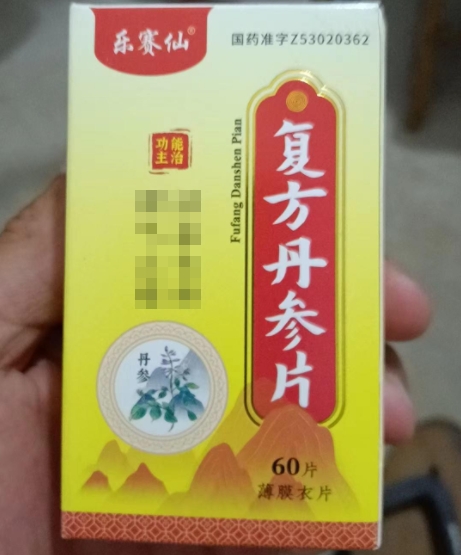 乐赛仙®
国药准字Z53020362
功能
主治
复方丹参片
Fufang Danshen Pian
丹参
60片
薄膜衣片